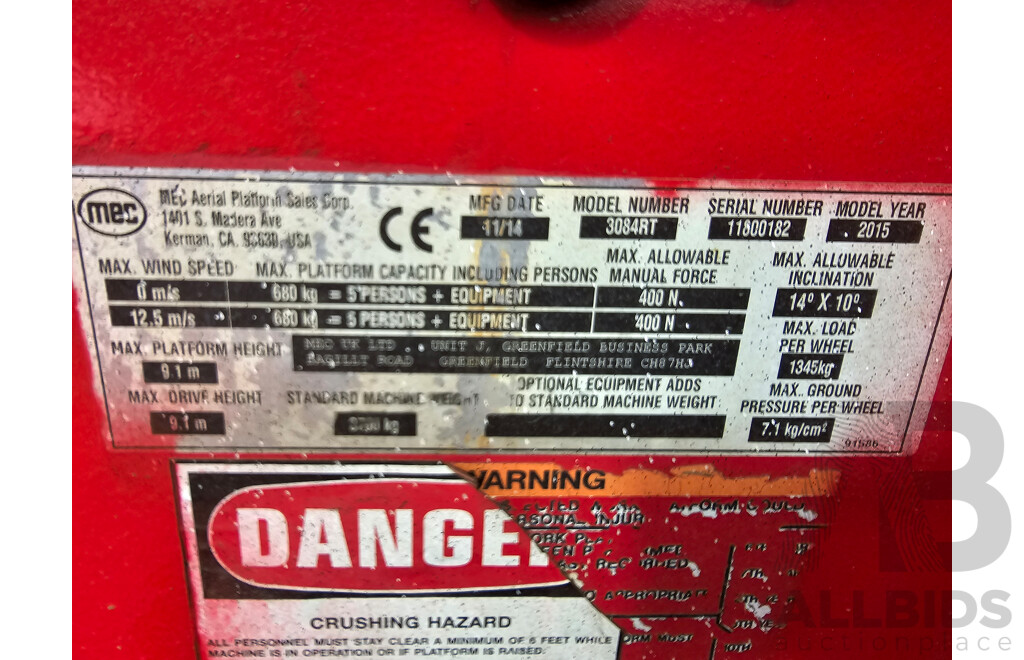 mec
MEC Aerial Platform Sales Corp.
1401 S. Madera Ave
Kerman, CA. 93630, USA
CE
MFG DATE
11/14
MODEL NUMBER
3084RT
SERIAL NUMBER
11800182
MODEL YEAR
2015
MAX. WIND SPEED
MAX. PLATFORM CAPACITY INCLUDING PERSONS
MAX. ALLOWABLE
MANUAL FORCE
0 m/s
680 kg = 5 PERSONS + EQUIPMENT
400 N
12.5 m/s
680 kg = 5 PERSONS + EQUIPMENT
400 N
MAX. ALLOWABLE
INCLINATION
14° X 10°
MAX. PLATFORM HEIGHT
9.1 m
MEC UK LTD. UNIT J, GREENFIELD BUSINESS PARK
BAGILLT ROAD GREENFIELD FLINTSHIRE CH87HJ
MAX. LOAD
PER WHEEL
1345kg
MAX. DRIVE HEIGHT
9.1 m
STANDARD MACHINE WEIGHT
kg
OPTIONAL EQUIPMENT ADDS
TO STANDARD MACHINE WEIGHT:
MAX. GROUND
PRESSURE PER WHEEL
7.1 kg/cm²
91586
WARNING
DANGER
CRUSHING HAZARD
ALL PERSONNEL MUST STAY CLEAR A MINIMUM OF 6 FEET WHILE
MACHINE IS IN OPERATION OR IF PLATFORM IS RAISED.
ALLBIDS